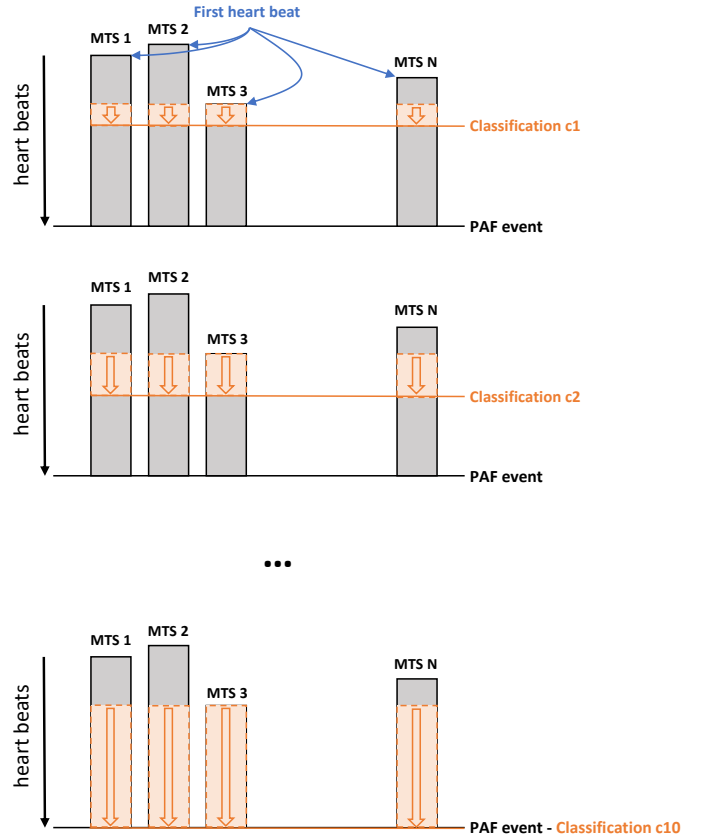 First heart beat
MTS 1
MTS 2
MTS 3
MTS N
heart beats
Classification c1
PAF event
MTS 1
MTS 2
MTS 3
MTS N
heart beats
Classification c2
PAF event
...
MTS 1
MTS 2
MTS 3
MTS N
heart beats
PAF event - Classification c10